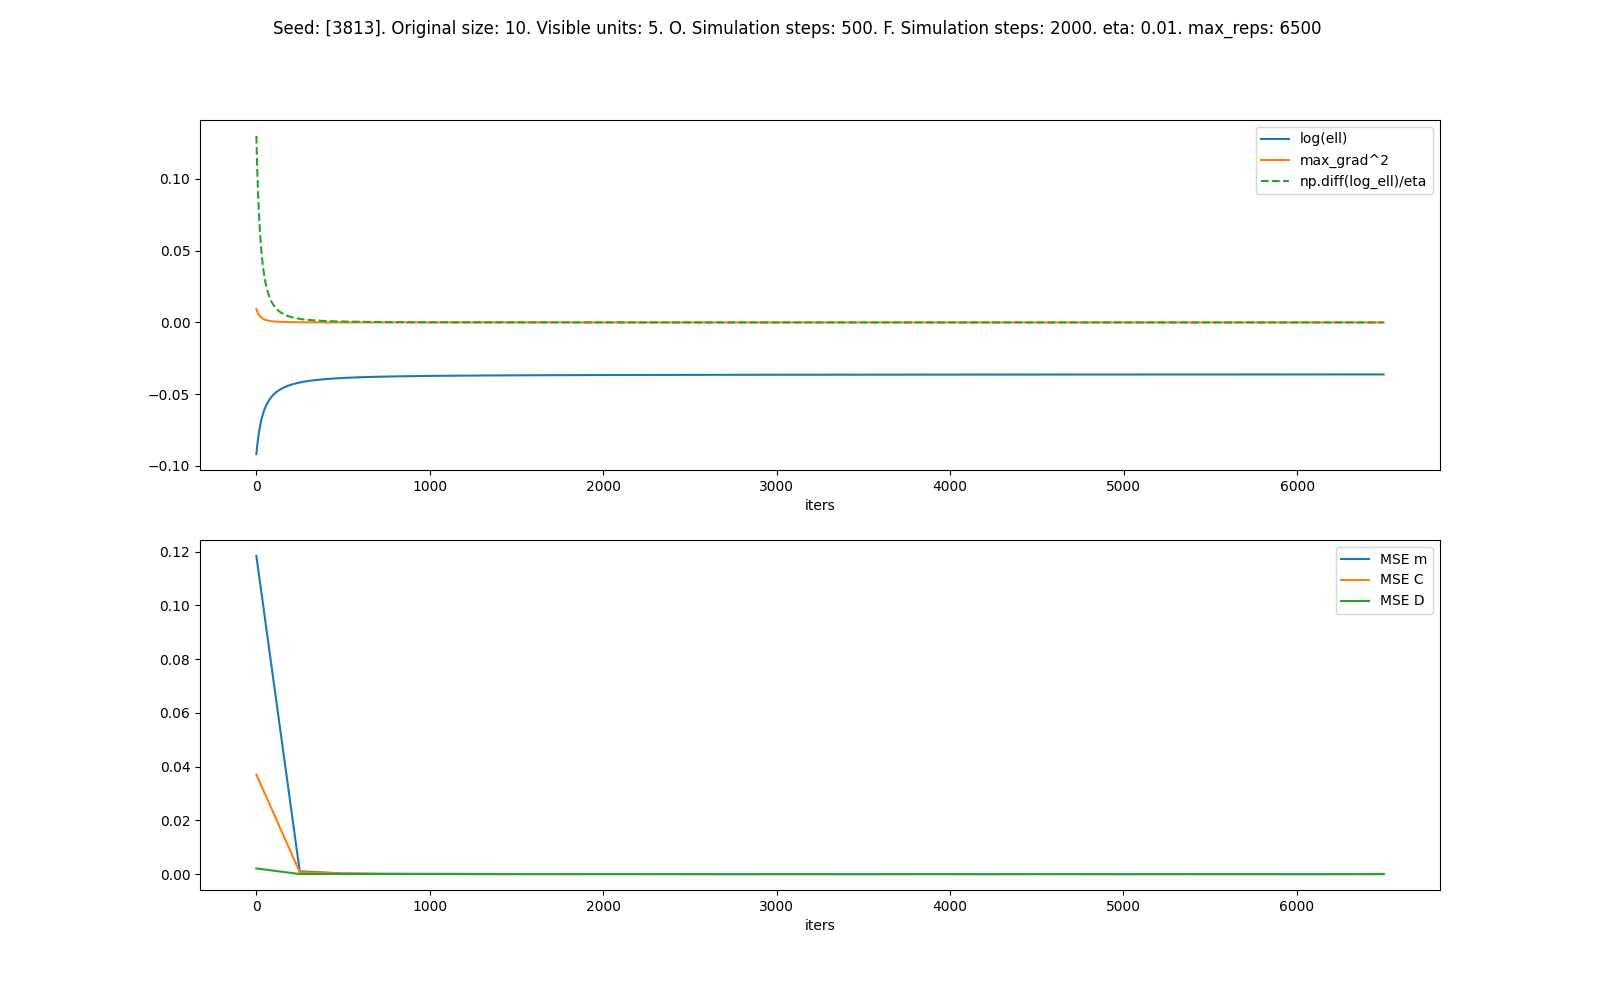 Seed: [3813]. Original size: 10. Visible units: 5. O. Simulation steps: 500. F. Simulation steps: 2000. eta: 0.01. max_reps: 6500
log(ell)
max_grad^2
np.diff(log_ell)/eta
0.10
0.05
0.00
−0.05
−0.10
0 1000 2000 3000 4000 5000 6000
iters
MSE m
MSE C
MSE D
0.12
0.10
0.08
0.06
0.04
0.02
0.00
0 1000 2000 3000 4000 5000 6000
iters